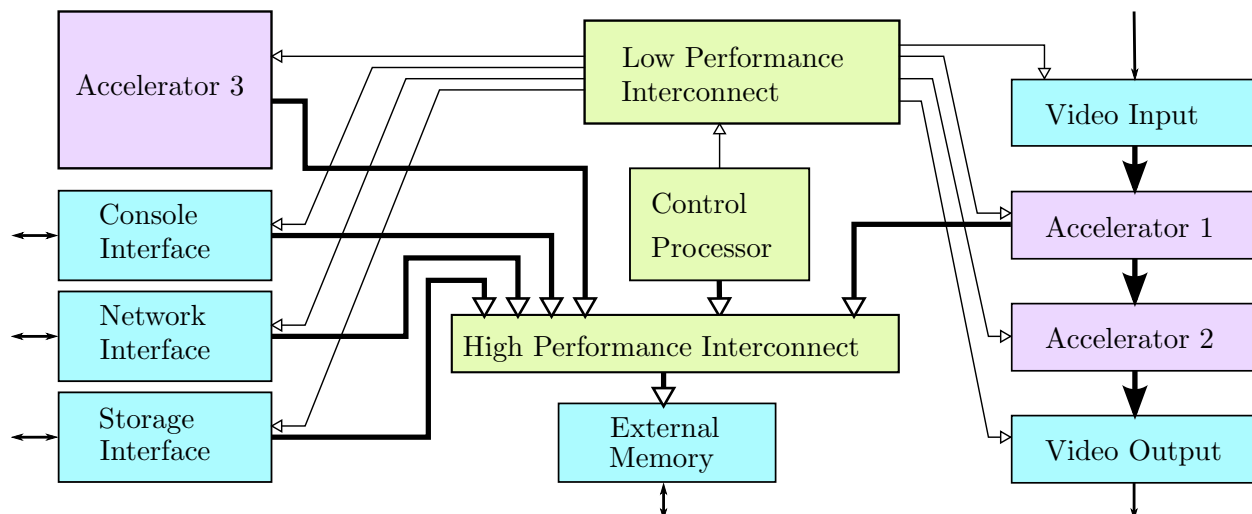 Accelerator 3
Low Performance
Interconnect
Video Input
Console
Interface
Control
Processor
Accelerator 1
Network
Interface
High Performance Interconnect
Accelerator 2
Storage
Interface
External
Memory
Video Output